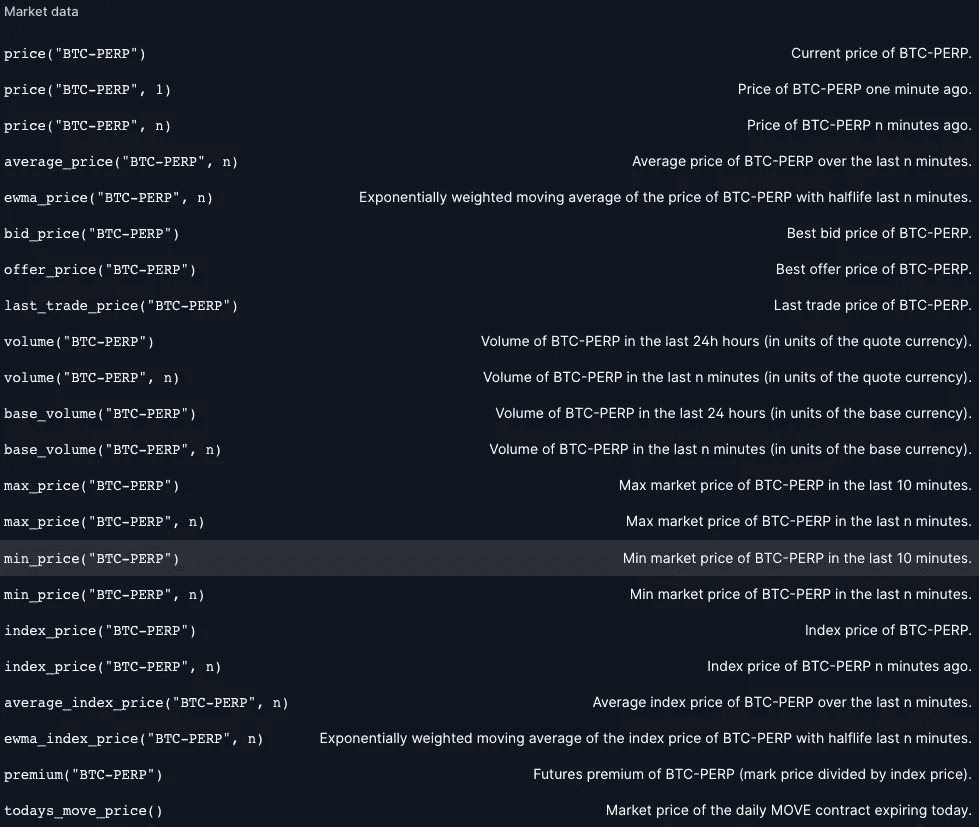 Market data
price("BTC-PERP") Current price of BTC-PERP.
price("BTC-PERP", 1) Price of BTC-PERP one minute ago.
price("BTC-PERP", n) Price of BTC-PERP n minutes ago.
average_price("BTC-PERP", n) Average price of BTC-PERP over the last n minutes.
ewma_price("BTC-PERP", n) Exponentially weighted moving average of the price of BTC-PERP with halflife last n minutes.
bid_price("BTC-PERP") Best bid price of BTC-PERP.
offer_price("BTC-PERP") Best offer price of BTC-PERP.
last_trade_price("BTC-PERP") Last trade price of BTC-PERP.
volume("BTC-PERP") Volume of BTC-PERP in the last 24h hours (in units of the quote currency).
volume("BTC-PERP", n) Volume of BTC-PERP in the last n minutes (in units of the quote currency).
base_volume("BTC-PERP") Volume of BTC-PERP in the last 24 hours (in units of the base currency).
base_volume("BTC-PERP", n) Volume of BTC-PERP in the last n minutes (in units of the base currency).
max_price("BTC-PERP") Max market price of BTC-PERP in the last 10 minutes.
max_price("BTC-PERP", n) Max market price of BTC-PERP in the last n minutes.
min_price("BTC-PERP") Min market price of BTC-PERP in the last 10 minutes.
min_price("BTC-PERP", n) Min market price of BTC-PERP in the last n minutes.
index_price("BTC-PERP") Index price of BTC-PERP.
index_price("BTC-PERP", n) Index price of BTC-PERP n minutes ago.
average_index_price("BTC-PERP", n) Average index price of BTC-PERP over the last n minutes.
ewma_index_price("BTC-PERP", n) Exponentially weighted moving average of the index price of BTC-PERP with halflife last n minutes.
premium("BTC-PERP") Futures premium of BTC-PERP (mark price divided by index price).
todays_move_price() Market price of the daily MOVE contract expiring today.